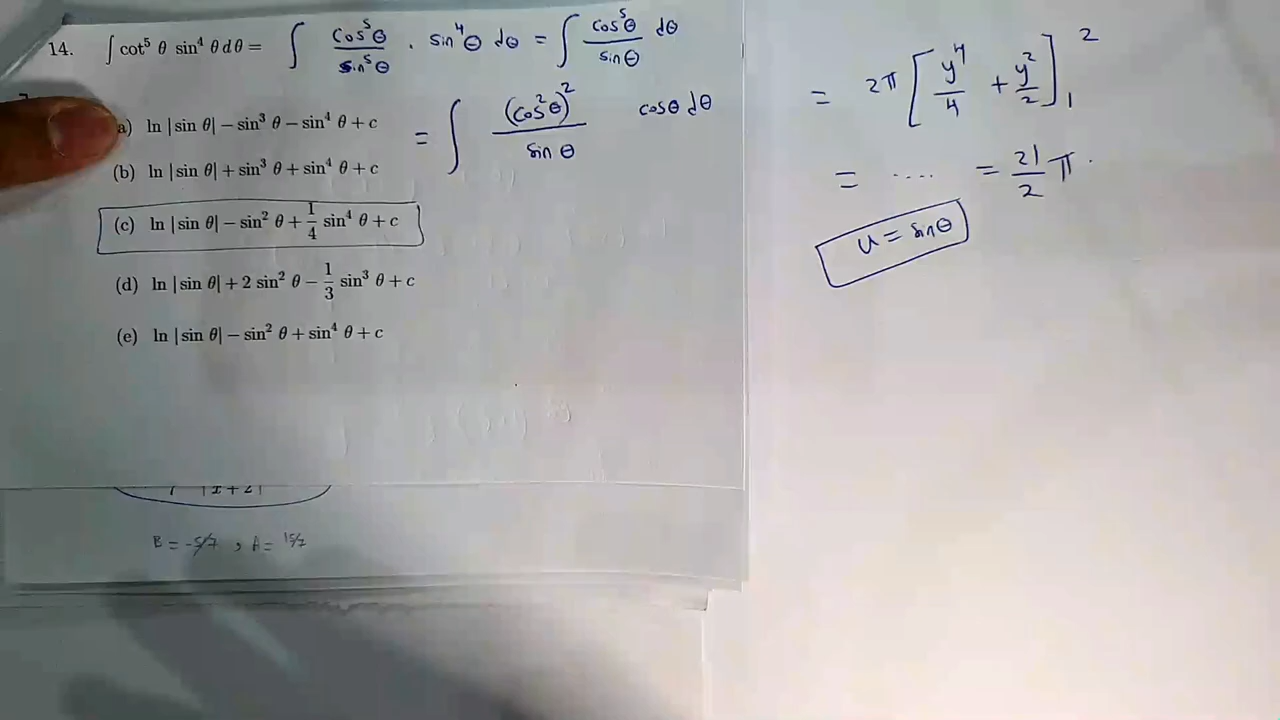 14. ∫ cot⁵ θ sin⁴ θ dθ = ∫ cos⁵θ/sin⁵θ · sin⁴θ dθ = ∫ cos⁵θ/sinθ dθ
a) ln |sin θ| − sin³ θ − sin⁴ θ + c
= ∫ (cos²θ)²/sin θ cosθ dθ
(b) ln |sin θ| + sin³ θ + sin⁴ θ + c
(c) ln |sin θ| − sin² θ + 1/4 sin⁴ θ + c
(d) ln |sin θ| + 2 sin² θ − 1/3 sin³ θ + c
(e) ln |sin θ| − sin² θ + sin⁴ θ + c
B = -5/7 , A = 15/7
= 2π [y⁴/4 + y²/2]₁²
= .... = 21/2 π.
u = sinθ